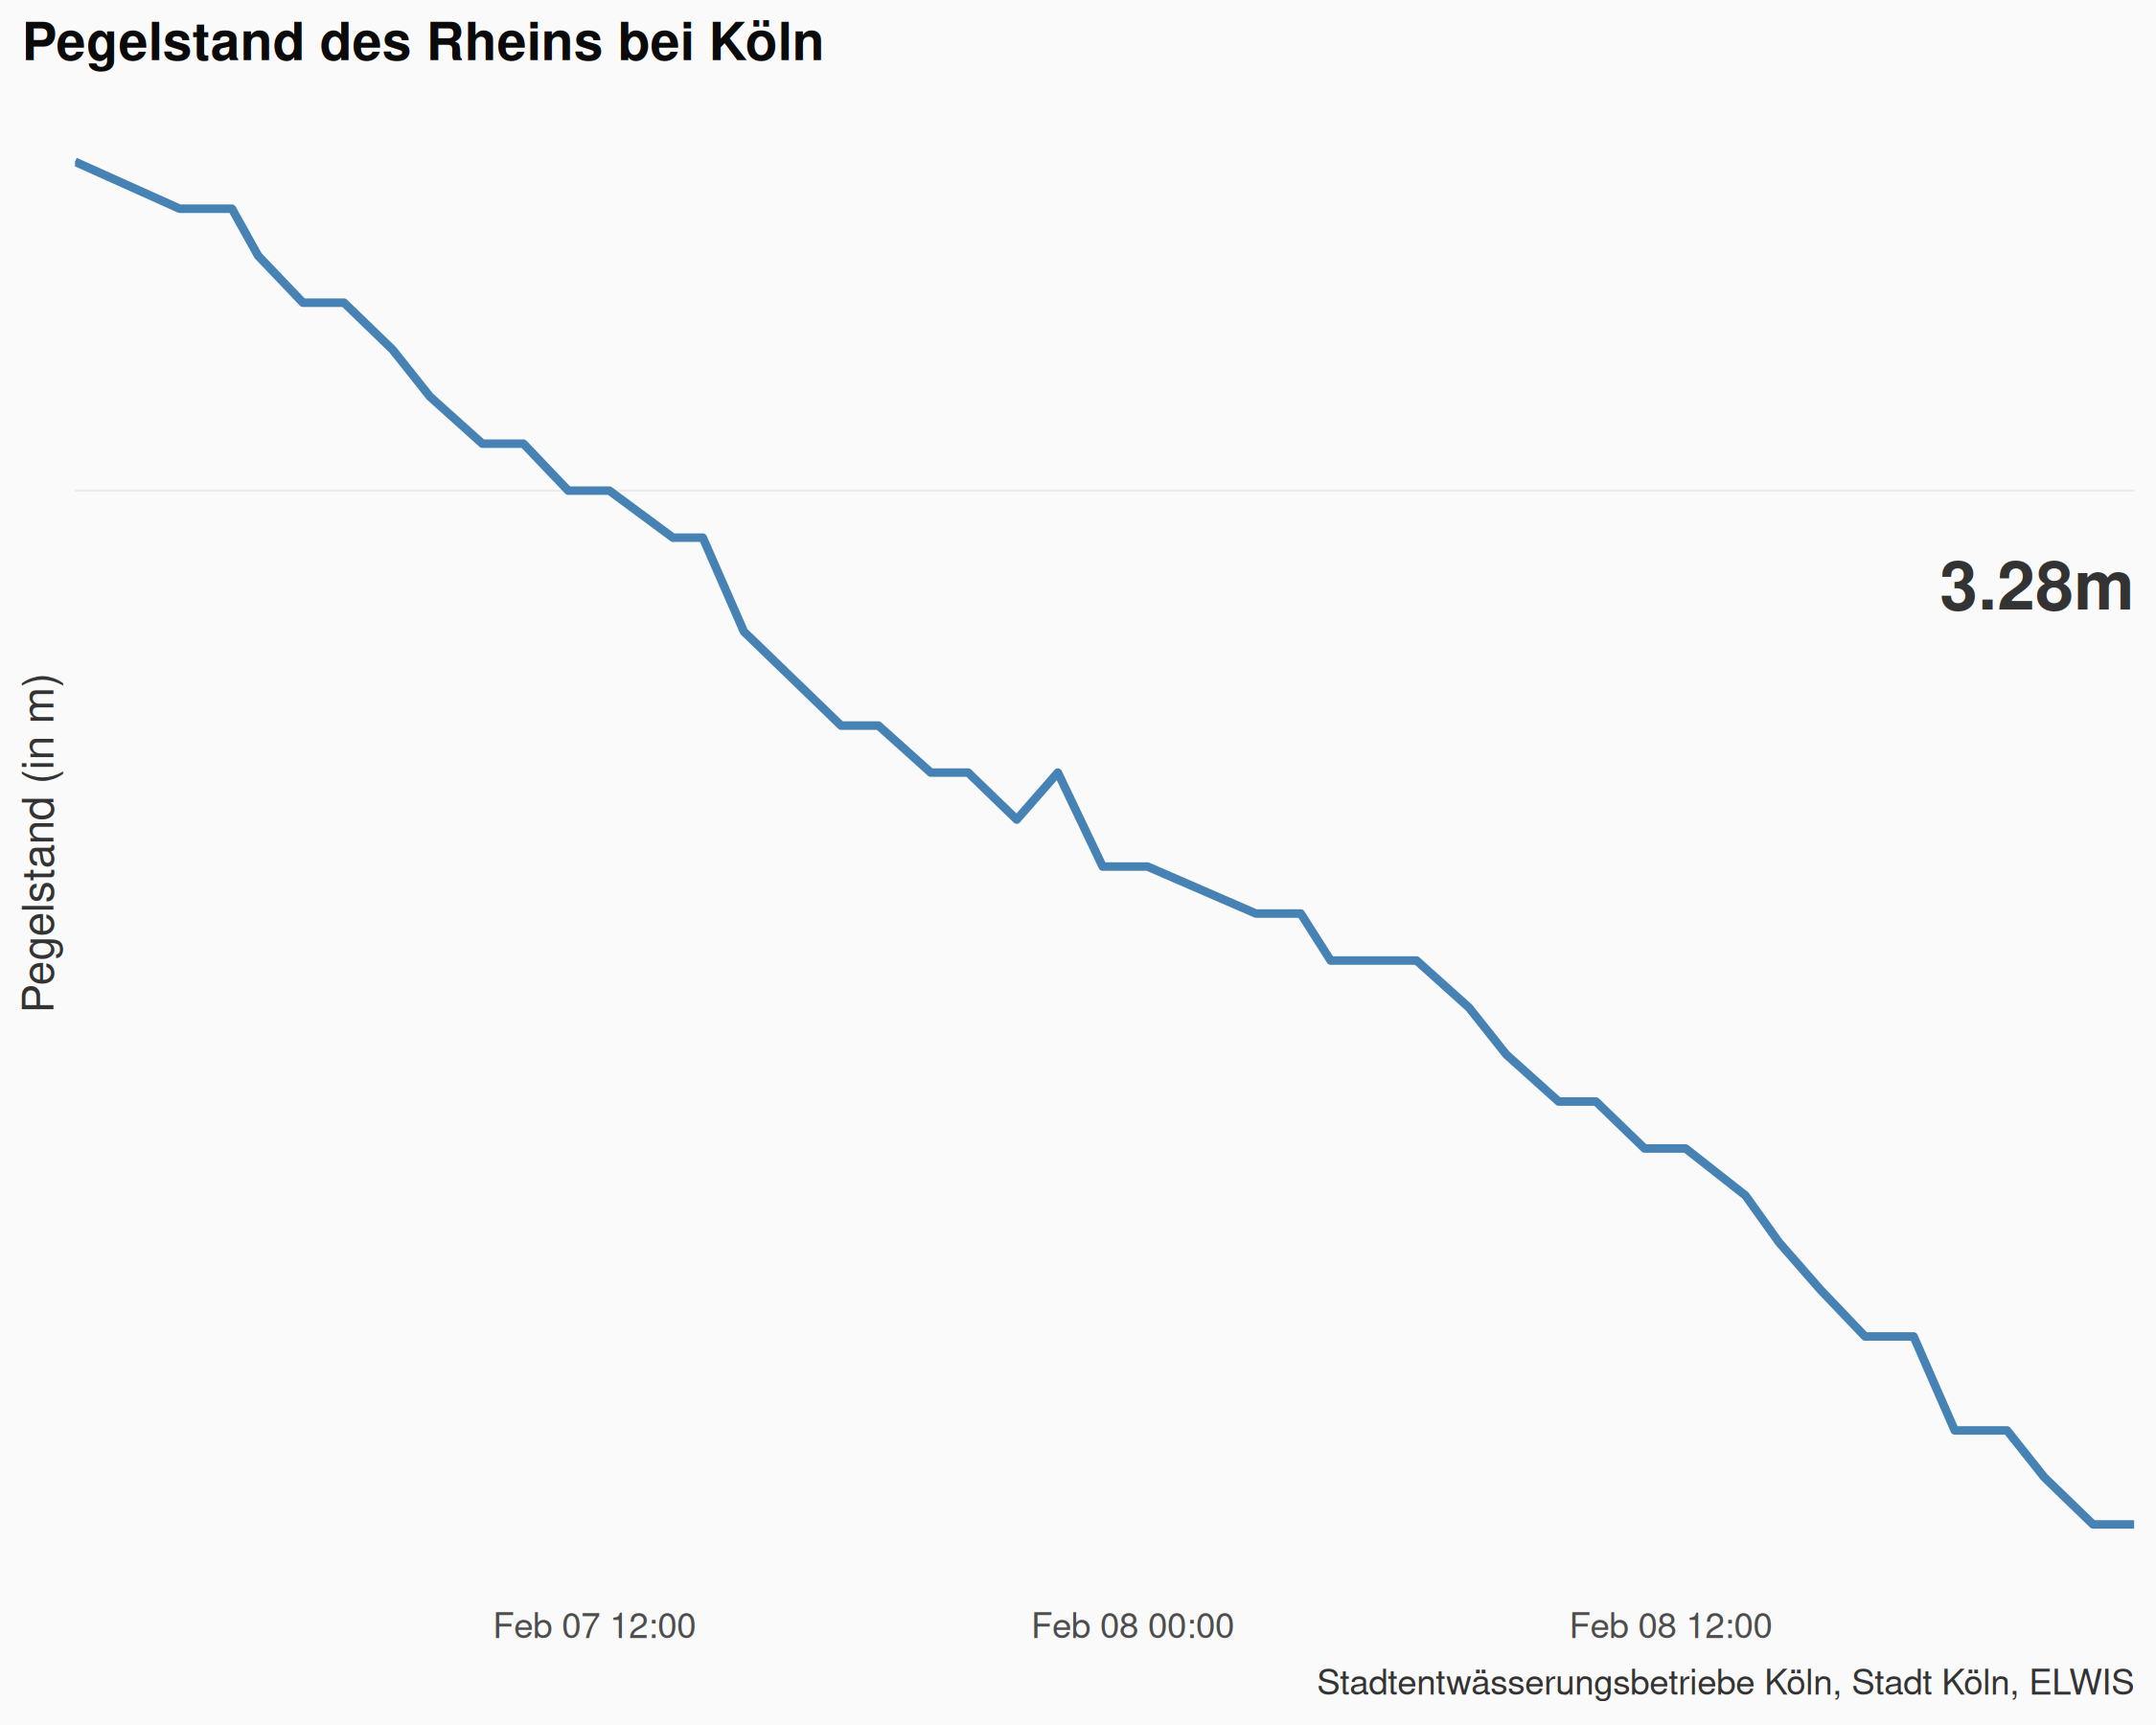 Pegelstand des Rheins bei Köln
3.28m
Pegelstand (in m)
Feb 07 12:00
Feb 08 00:00
Feb 08 12:00
Stadtentwässerungsbetriebe Köln, Stadt Köln, ELWIS